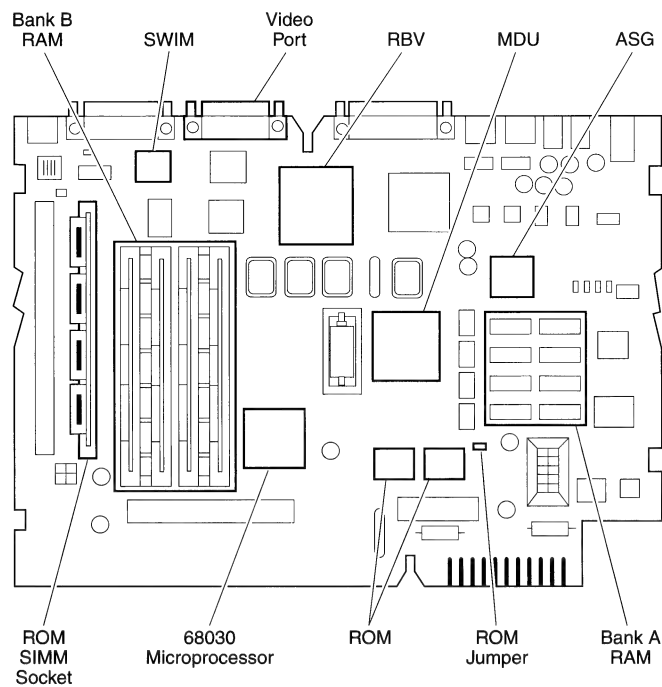 Bank B
RAM
SWIM
Video
Port
RBV
MDU
ASG
ROM
SIMM
Socket
68030
Microprocessor
ROM
ROM
Jumper
Bank A
RAM